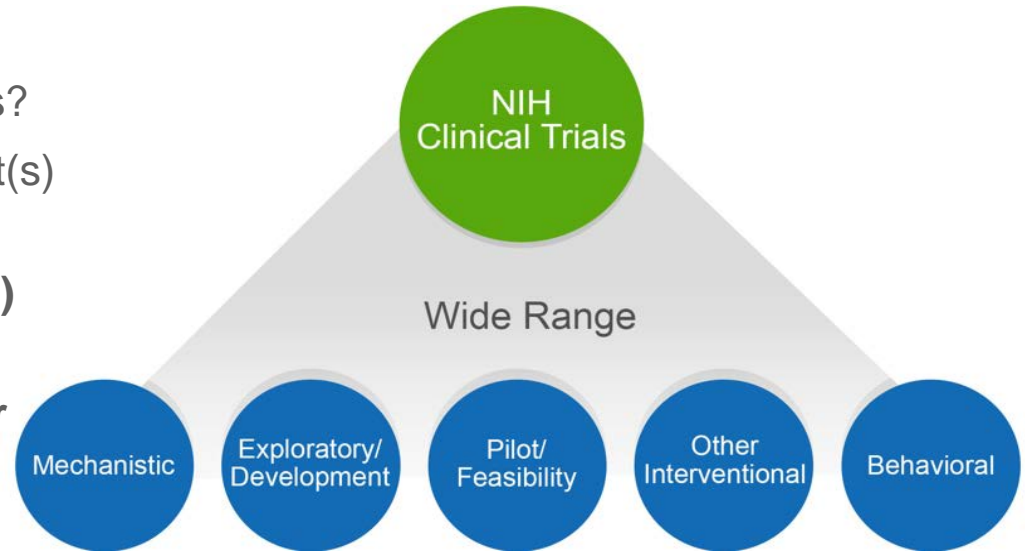 s?
t(s)
)
r
NIH
Clinical Trials
Wide Range
Mechanistic
Exploratory/
Development
Pilot/
Feasibility
Other
Interventional
Behavioral